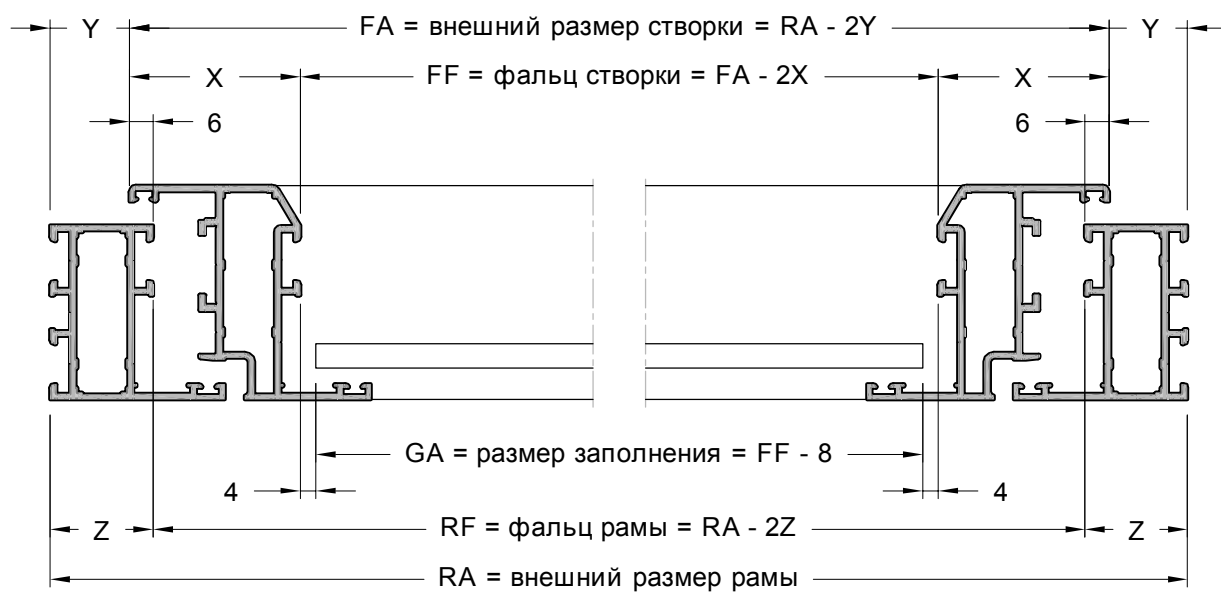 Y FA = внешний размер створки = RA - 2Y Y
X FF = фальц створки = FA - 2X X
6 6
GA = размер заполнения = FF - 8
4 4
Z RF = фальц рамы = RA - 2Z Z
RA = внешний размер рамы